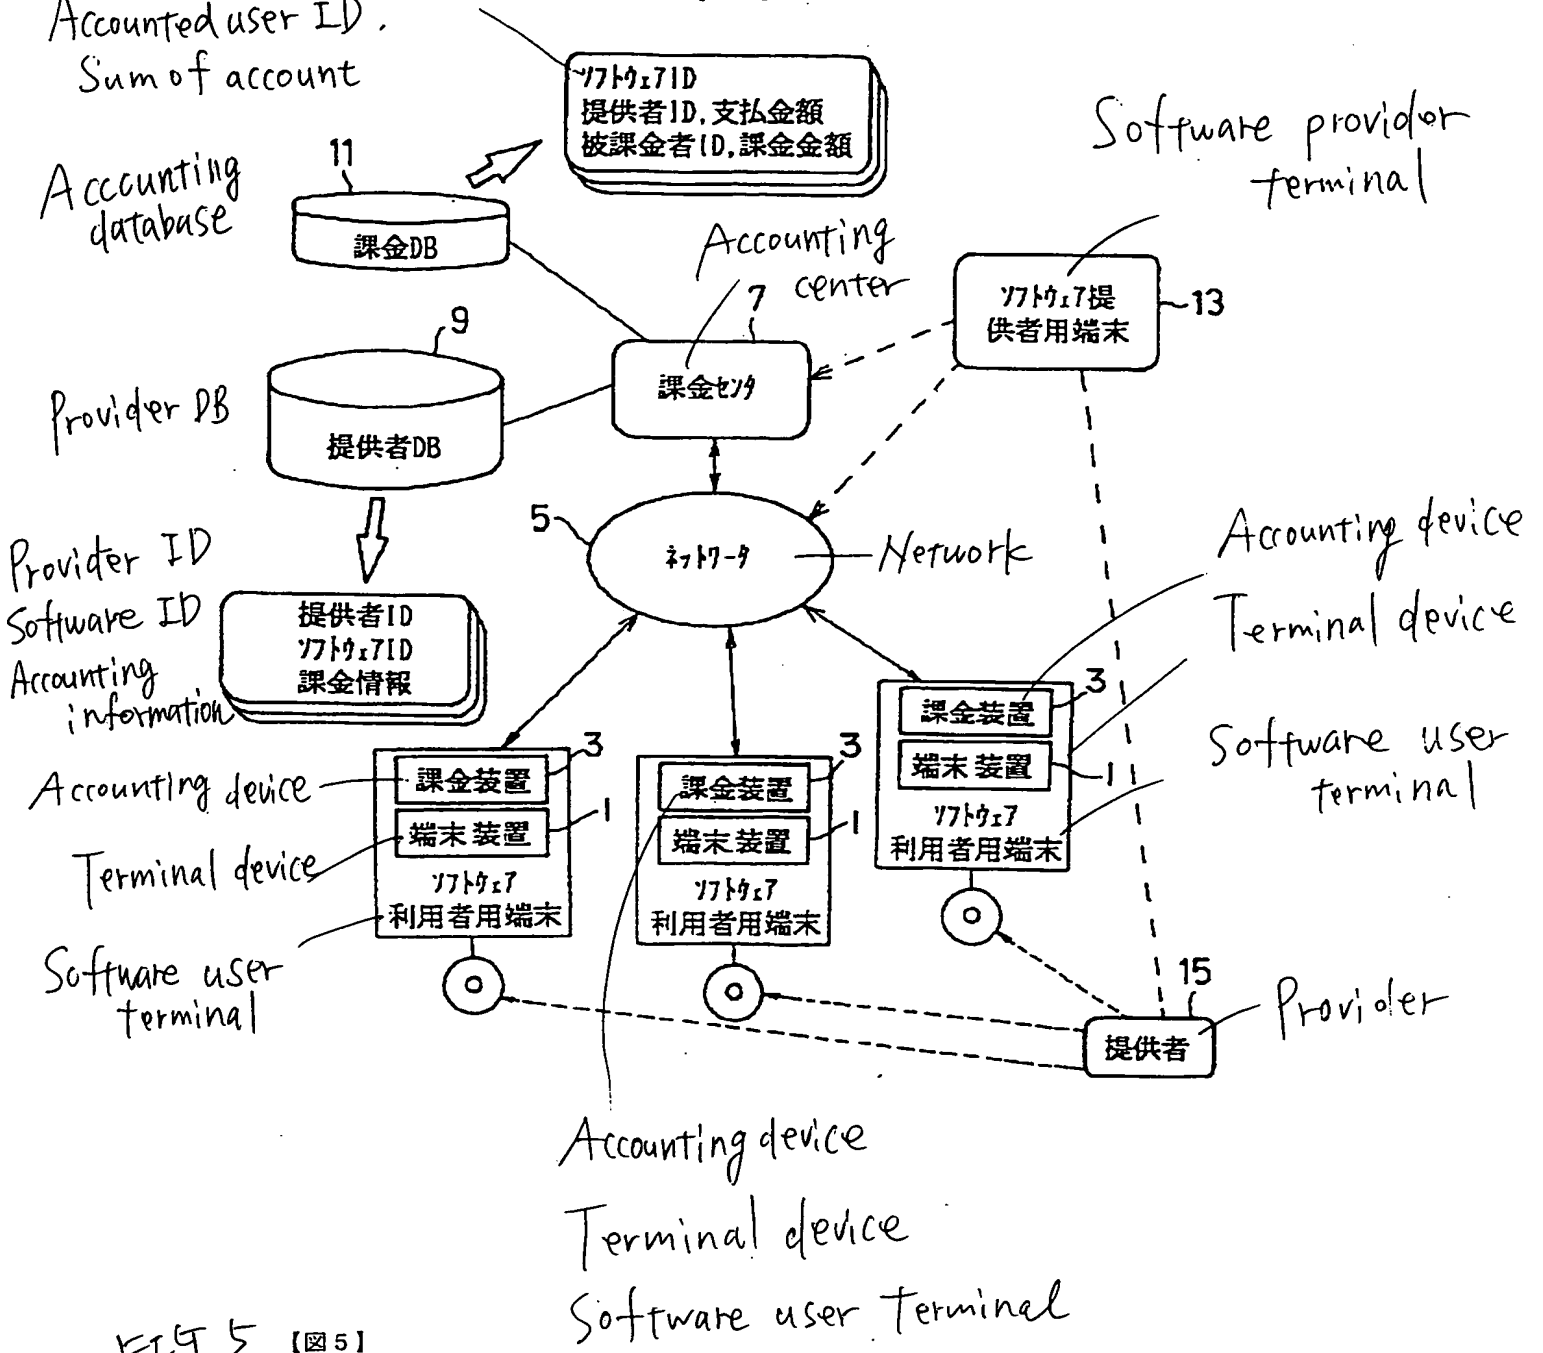 Accounted user ID.
Sum of account
ソフトウェアID
提供者ID,支払金額
被課金者ID,課金金額
Software provider
terminal
Acccunting
database
11
課金DB
Accounting
center
7
ソフトウェア提
供者用端末
13
9
Provider DB
提供者DB
課金センタ
5
ネットワータ
Network
Accounting device
Terminal device
Provider ID
Software ID
Accounting
information
提供者ID
ソフトウェアID
課金情報
課金装置
3
端末装置
1
ソフトウェア
利用者用端末
Software user
terminal
Accounting device
課金装置
3
Terminal device
端末装置
1
ソフトウェア
利用者用端末
Software user
terminal
課金装置
3
端末装置
1
ソフトウェア
利用者用端末
15
提供者
Provider
Accounting device
Terminal device
Software user Terminal
FIG 5
【図5】